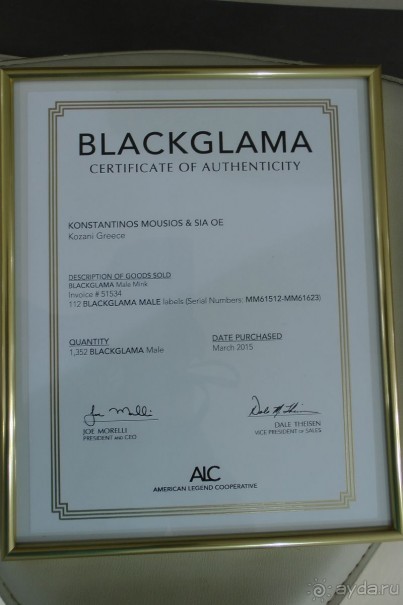 BLACKGLAMA
CERTIFICATE OF AUTHENTICITY
KONSTANTINOS MOUSIOS & SIA OE
Kozani Greece
DESCRIPTION OF GOODS SOLD
BLACKGLAMA Male Mink
Invoice # 51534
112 BLACKGLAMA MALE labels (Serial Numbers: MM61512-MM61623)
QUANTITY
1,352 BLACKGLAMA Male
DATE PURCHASED
March 2015
JOE MORELLI
PRESIDENT AND CEO
DALE THEISEN
VICE PRESIDENT OF SALES
ALC
AMERICAN LEGEND COOPERATIVE
ayda.ru